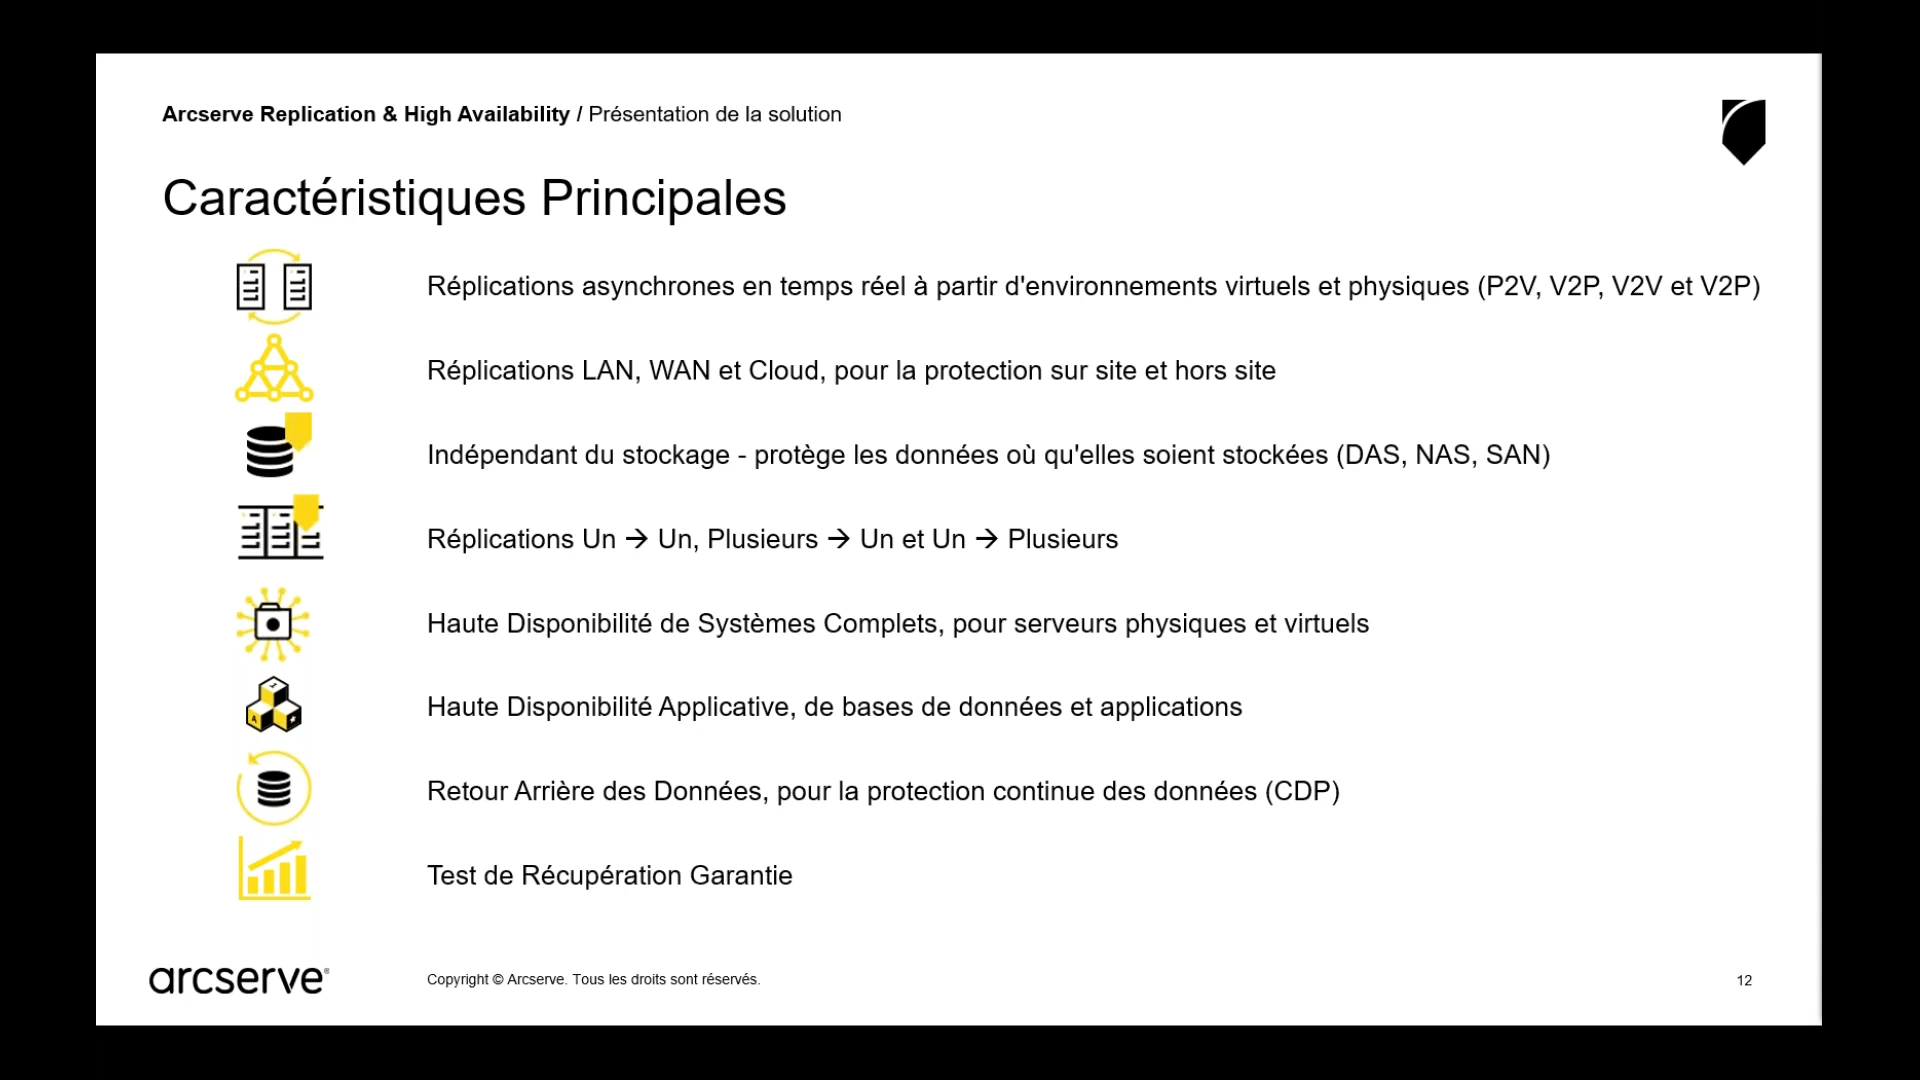 Arcserve Replication & High Availability / Présentation de la solution
Caractéristiques Principales
Réplications asynchrones en temps réel à partir d'environnements virtuels et physiques (P2V, V2P, V2V et V2P)
Réplications LAN, WAN et Cloud, pour la protection sur site et hors site
Indépendant du stockage - protège les données où qu'elles soient stockées (DAS, NAS, SAN)
Réplications Un → Un, Plusieurs → Un et Un → Plusieurs
Haute Disponibilité de Systèmes Complets, pour serveurs physiques et virtuels
Haute Disponibilité Applicative, de bases de données et applications
Retour Arrière des Données, pour la protection continue des données (CDP)
Test de Récupération Garantie
arcserve®
Copyright © Arcserve. Tous les droits sont réservés.
12